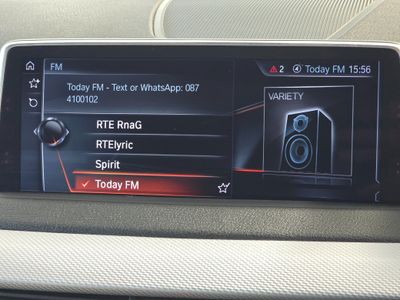 FM
2
Today FM 15:56
Today FM - Text or WhatsApp: 087
4100102
VARIETY
RTE RnaG
RTElyric
Spirit
Today FM